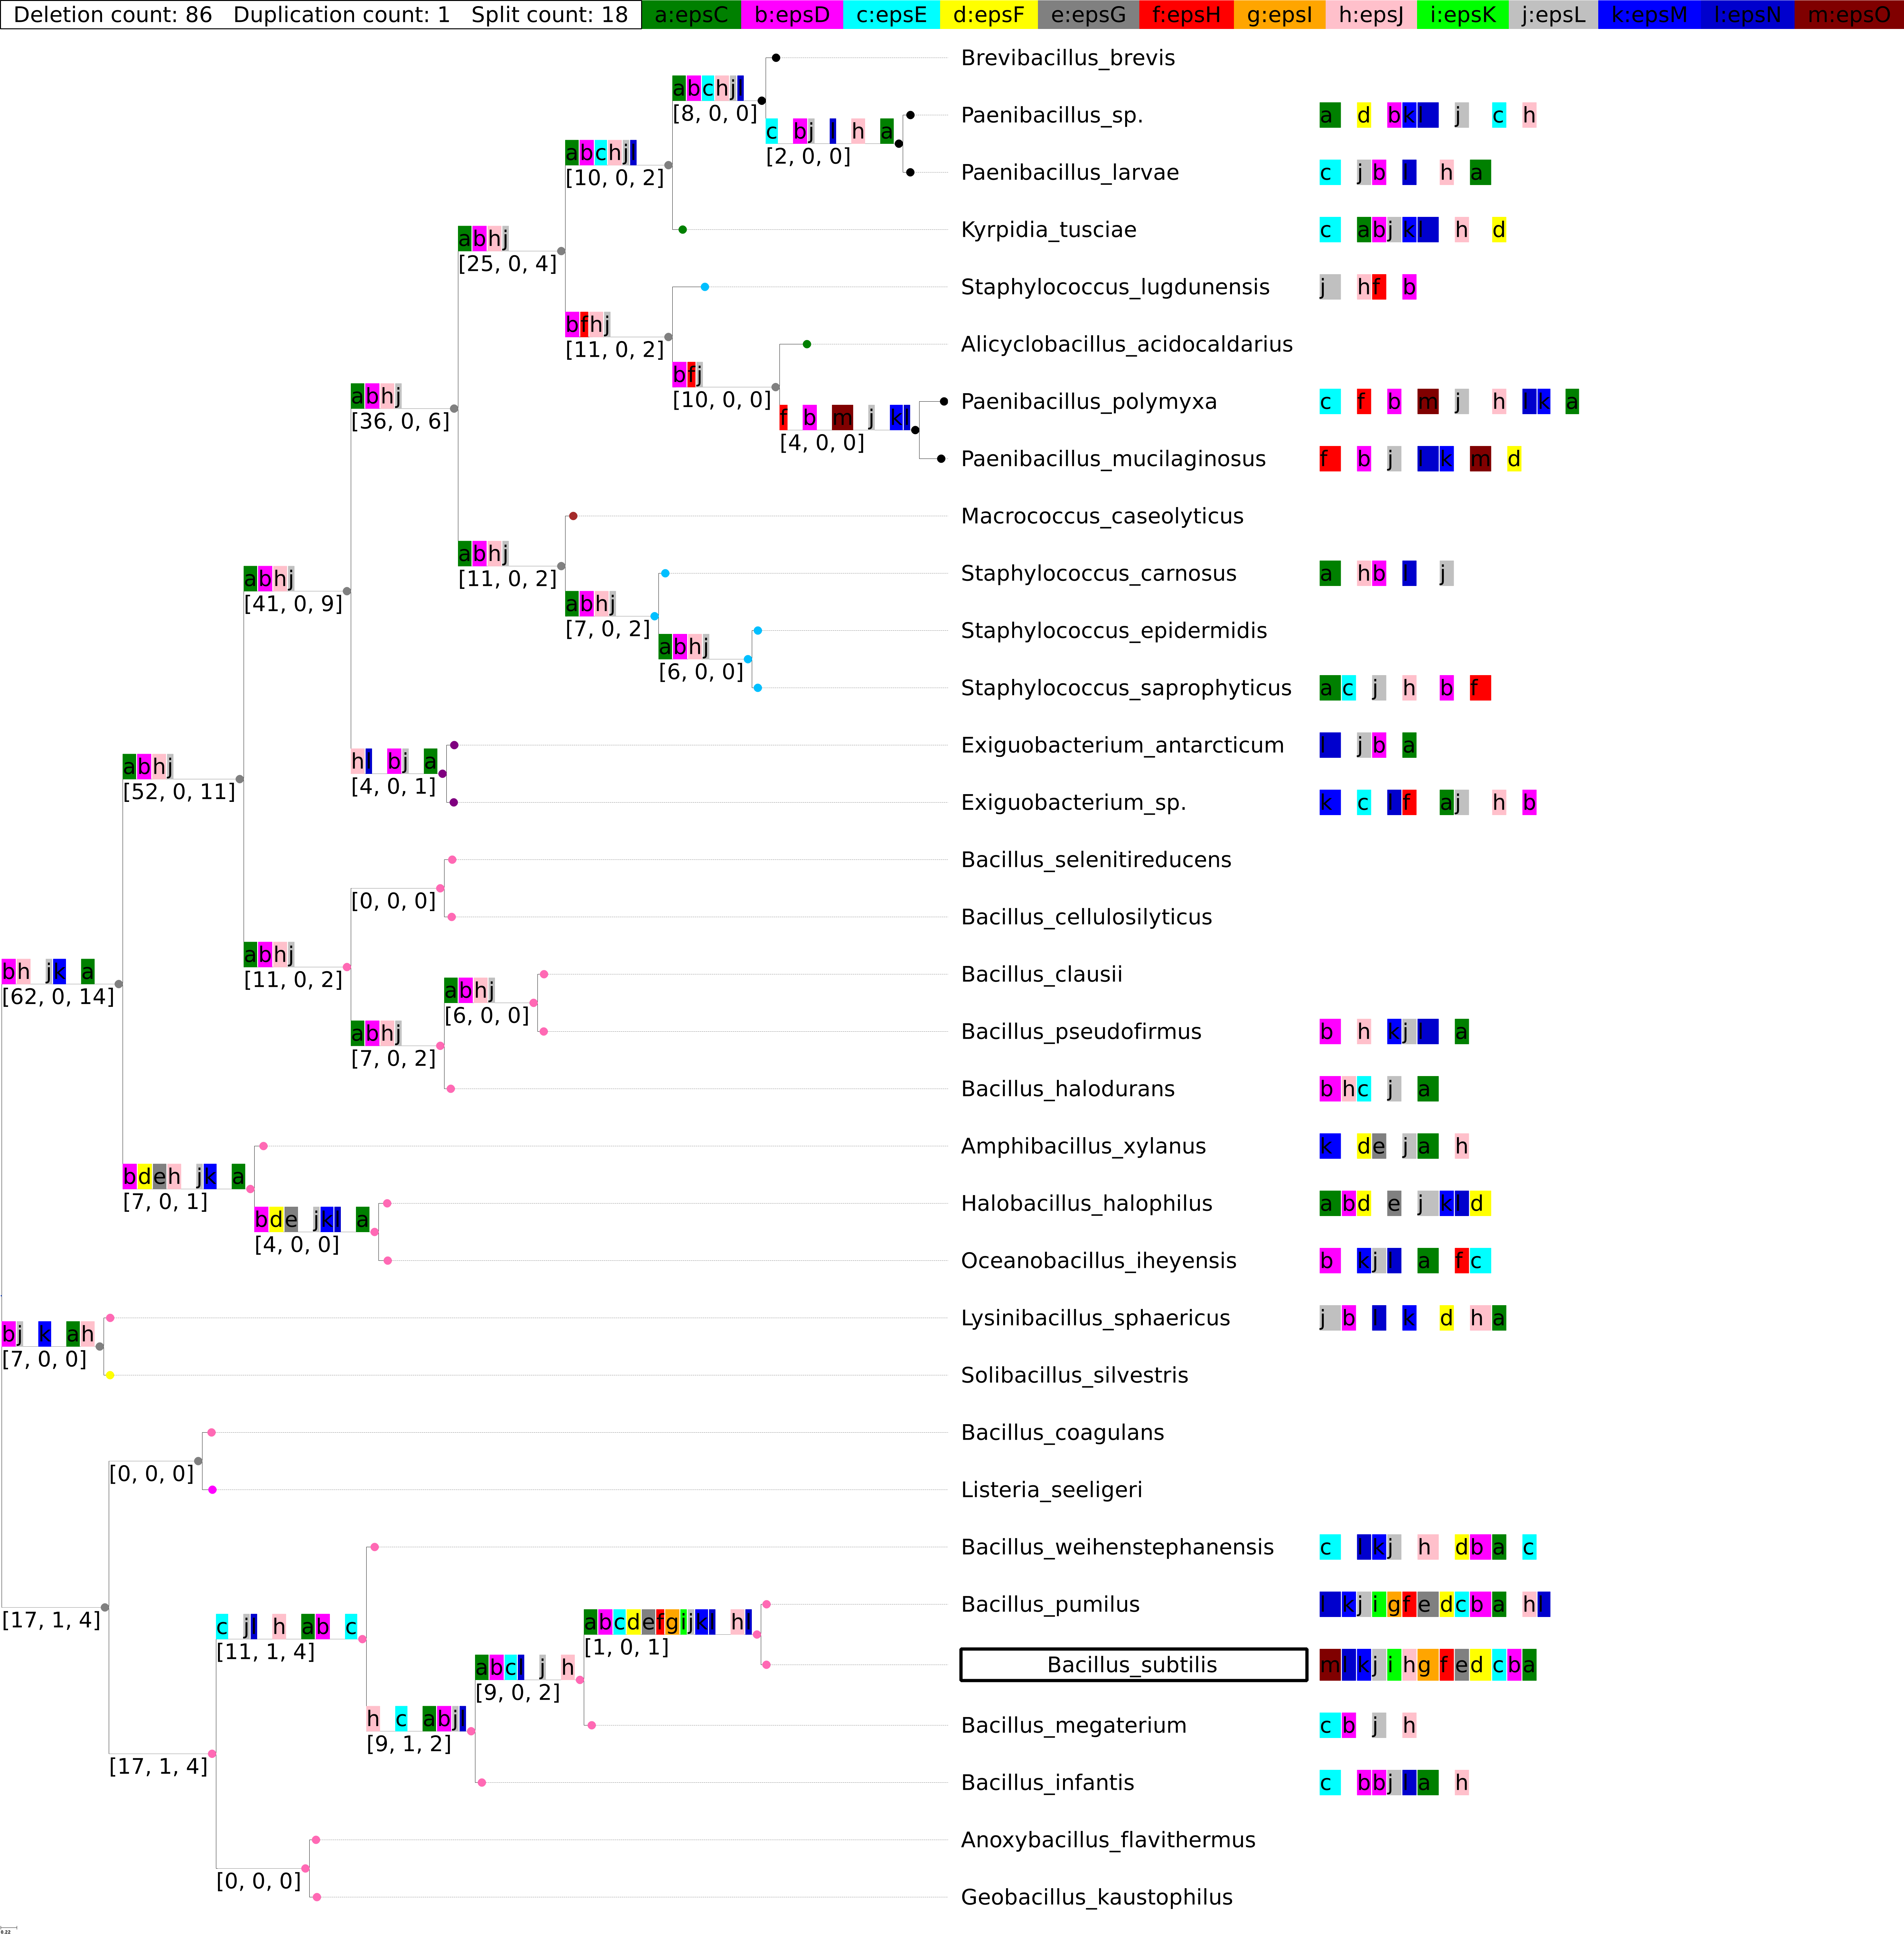 Deletion count: 86 Duplication count: 1 Split count: 18 a:epsC b:epsD c:epsE d:epsF e:epsG f:epsH g:epsI h:epsJ i:epsK j:epsL k:epsM l:epsN m:epsO
Brevibacillus_brevis
a b c h j l
[8, 0, 0]
Paenibacillus_sp. a d b k l j c h
c b j l h a
[2, 0, 0]
a b c h j l
[10, 0, 2]
Paenibacillus_larvae c j b l h a
Kyrpidia_tusciae c a b j k l h d
a b h j
[25, 0, 4]
Staphylococcus_lugdunensis j h f b
b f h j
[11, 0, 2]
Alicyclobacillus_acidocaldarius
b f j
[10, 0, 0]
a b h j
[36, 0, 6]
Paenibacillus_polymyxa c f b m j h l k a
f b m j k l
[4, 0, 0]
Paenibacillus_mucilaginosus f b j l k m d
Macrococcus_caseolyticus
a b h j
[11, 0, 2]
Staphylococcus_carnosus a h b l j
a b h j
[41, 0, 9]
a b h j
[7, 0, 2]
Staphylococcus_epidermidis
a b h j
[6, 0, 0]
Staphylococcus_saprophyticus a c j h b f
Exiguobacterium_antarcticum l j b a
h l b j a
[4, 0, 1]
a b h j
[52, 0, 11]
Exiguobacterium_sp. k c l f a j h b
Bacillus_selenitireducens
[0, 0, 0]
Bacillus_cellulosilyticus
a b h j
[11, 0, 2]
Bacillus_clausii
b h j k a
[62, 0, 14]
a b h j
[6, 0, 0]
Bacillus_pseudofirmus b h k j l a
a b h j
[7, 0, 2]
Bacillus_halodurans b h c j a
Amphibacillus_xylanus k d e j a h
b d e h j k a
[7, 0, 1]
Halobacillus_halophilus a b d e j k l d
b d e j k l a
[4, 0, 0]
Oceanobacillus_iheyensis b k j l a f c
Lysinibacillus_sphaericus j b l k d h a
b j k a h
[7, 0, 0]
Solibacillus_silvestris
Bacillus_coagulans
[0, 0, 0]
Listeria_seeligeri
Bacillus_weihenstephanensis c l k j h d b a c
[17, 1, 4]
Bacillus_pumilus l k j i g f e d c b a h l
c j l h a b c
[11, 1, 4]
a b c d e f g i j k l h l
[1, 0, 1]
Bacillus_subtilis m l k j i h g f e d c b a
a b c l j h
[9, 0, 2]
Bacillus_megaterium c b j h
h c a b j l
[9, 1, 2]
[17, 1, 4]
Bacillus_infantis c b b j l a h
Anoxybacillus_flavithermus
[0, 0, 0]
Geobacillus_kaustophilus
0.22